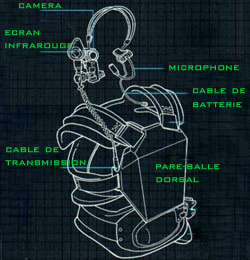 CAMERA
ECRAN
INFRAROUGE
MICROPHONE
CABLE DE
BATTERIE
CABLE DE
TRANSMISSION
PARE-BALLE
DORSAL